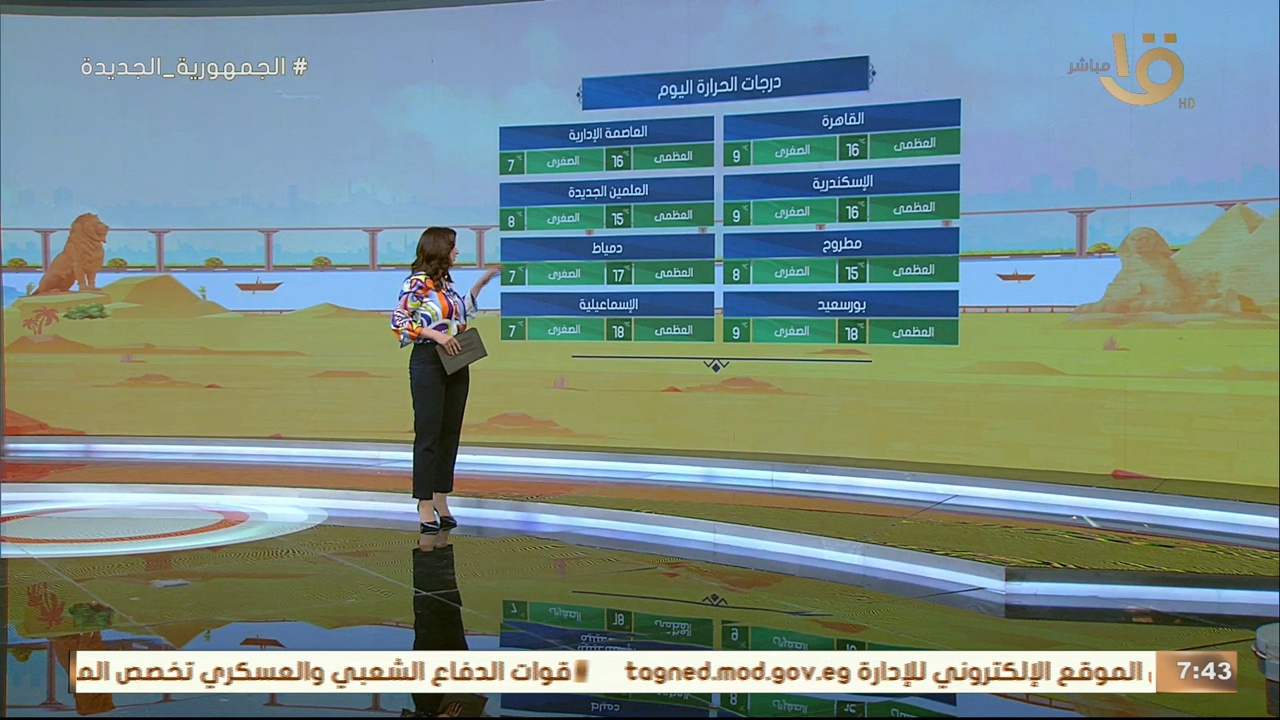 # الجمهورية_الجديدة
ON
مباشر
HD
درجات الحرارة اليوم
القاهرة
العظمى 16 °C الصغرى 9 °C
العاصمة الإدارية
العظمى 16 °C الصغرى 7 °C
الإسكندرية
العظمى 16 °C الصغرى 9 °C
العلمين الجديدة
العظمى 15 °C الصغرى 8 °C
مطروح
العظمى 15 °C الصغرى 8 °C
دمياط
العظمى 17 °C الصغرى 7 °C
بورسعيد
العظمى 18 °C الصغرى 9 °C
الإسماعيلية
العظمى 18 °C الصغرى 7 °C
7:43
الموقع الإلكتروني للإدارة tagned.mod.gov.eg قوات الدفاع الشعبي والعسكري تخصص